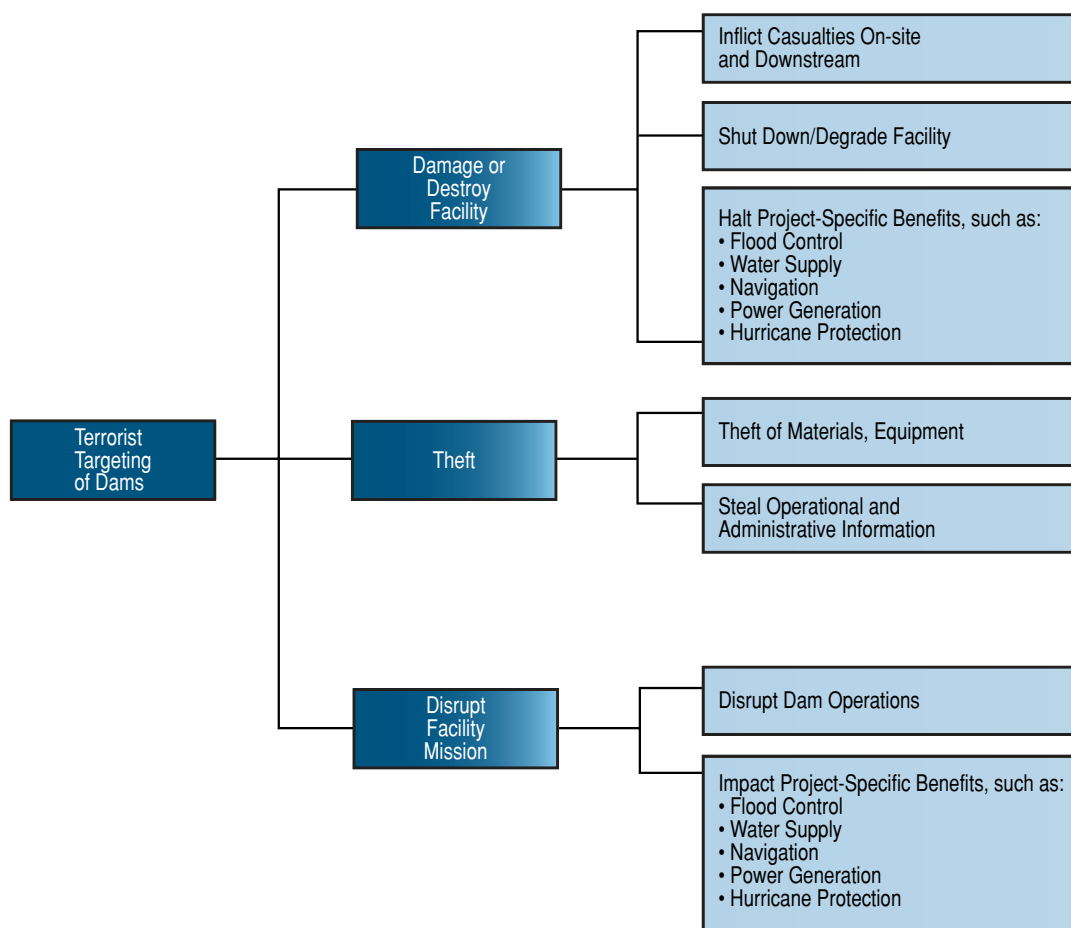 Terrorist
Targeting
of Dams
Damage or
Destroy
Facility
Inflict Casualties On-site
and Downstream
Shut Down/Degrade Facility
Halt Project-Specific Benefits, such as:
• Flood Control
• Water Supply
• Navigation
• Power Generation
• Hurricane Protection
Theft
Theft of Materials, Equipment
Steal Operational and
Administrative Information
Disrupt
Facility
Mission
Disrupt Dam Operations
Impact Project-Specific Benefits, such as:
• Flood Control
• Water Supply
• Navigation
• Power Generation
• Hurricane Protection